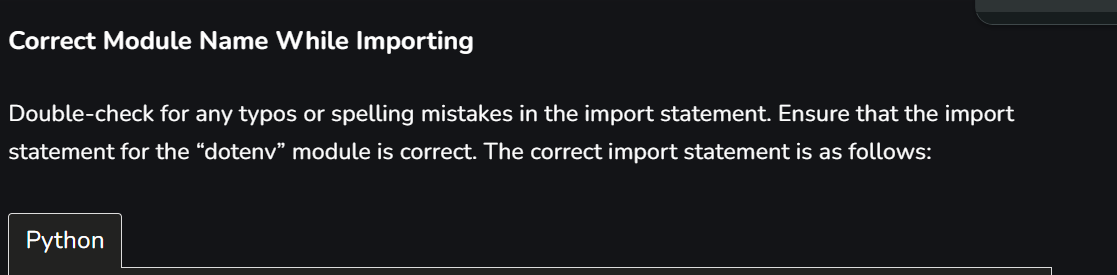 Correct Module Name While Importing
Double-check for any typos or spelling mistakes in the import statement. Ensure that the import
statement for the “dotenv” module is correct. The correct import statement is as follows:
Python